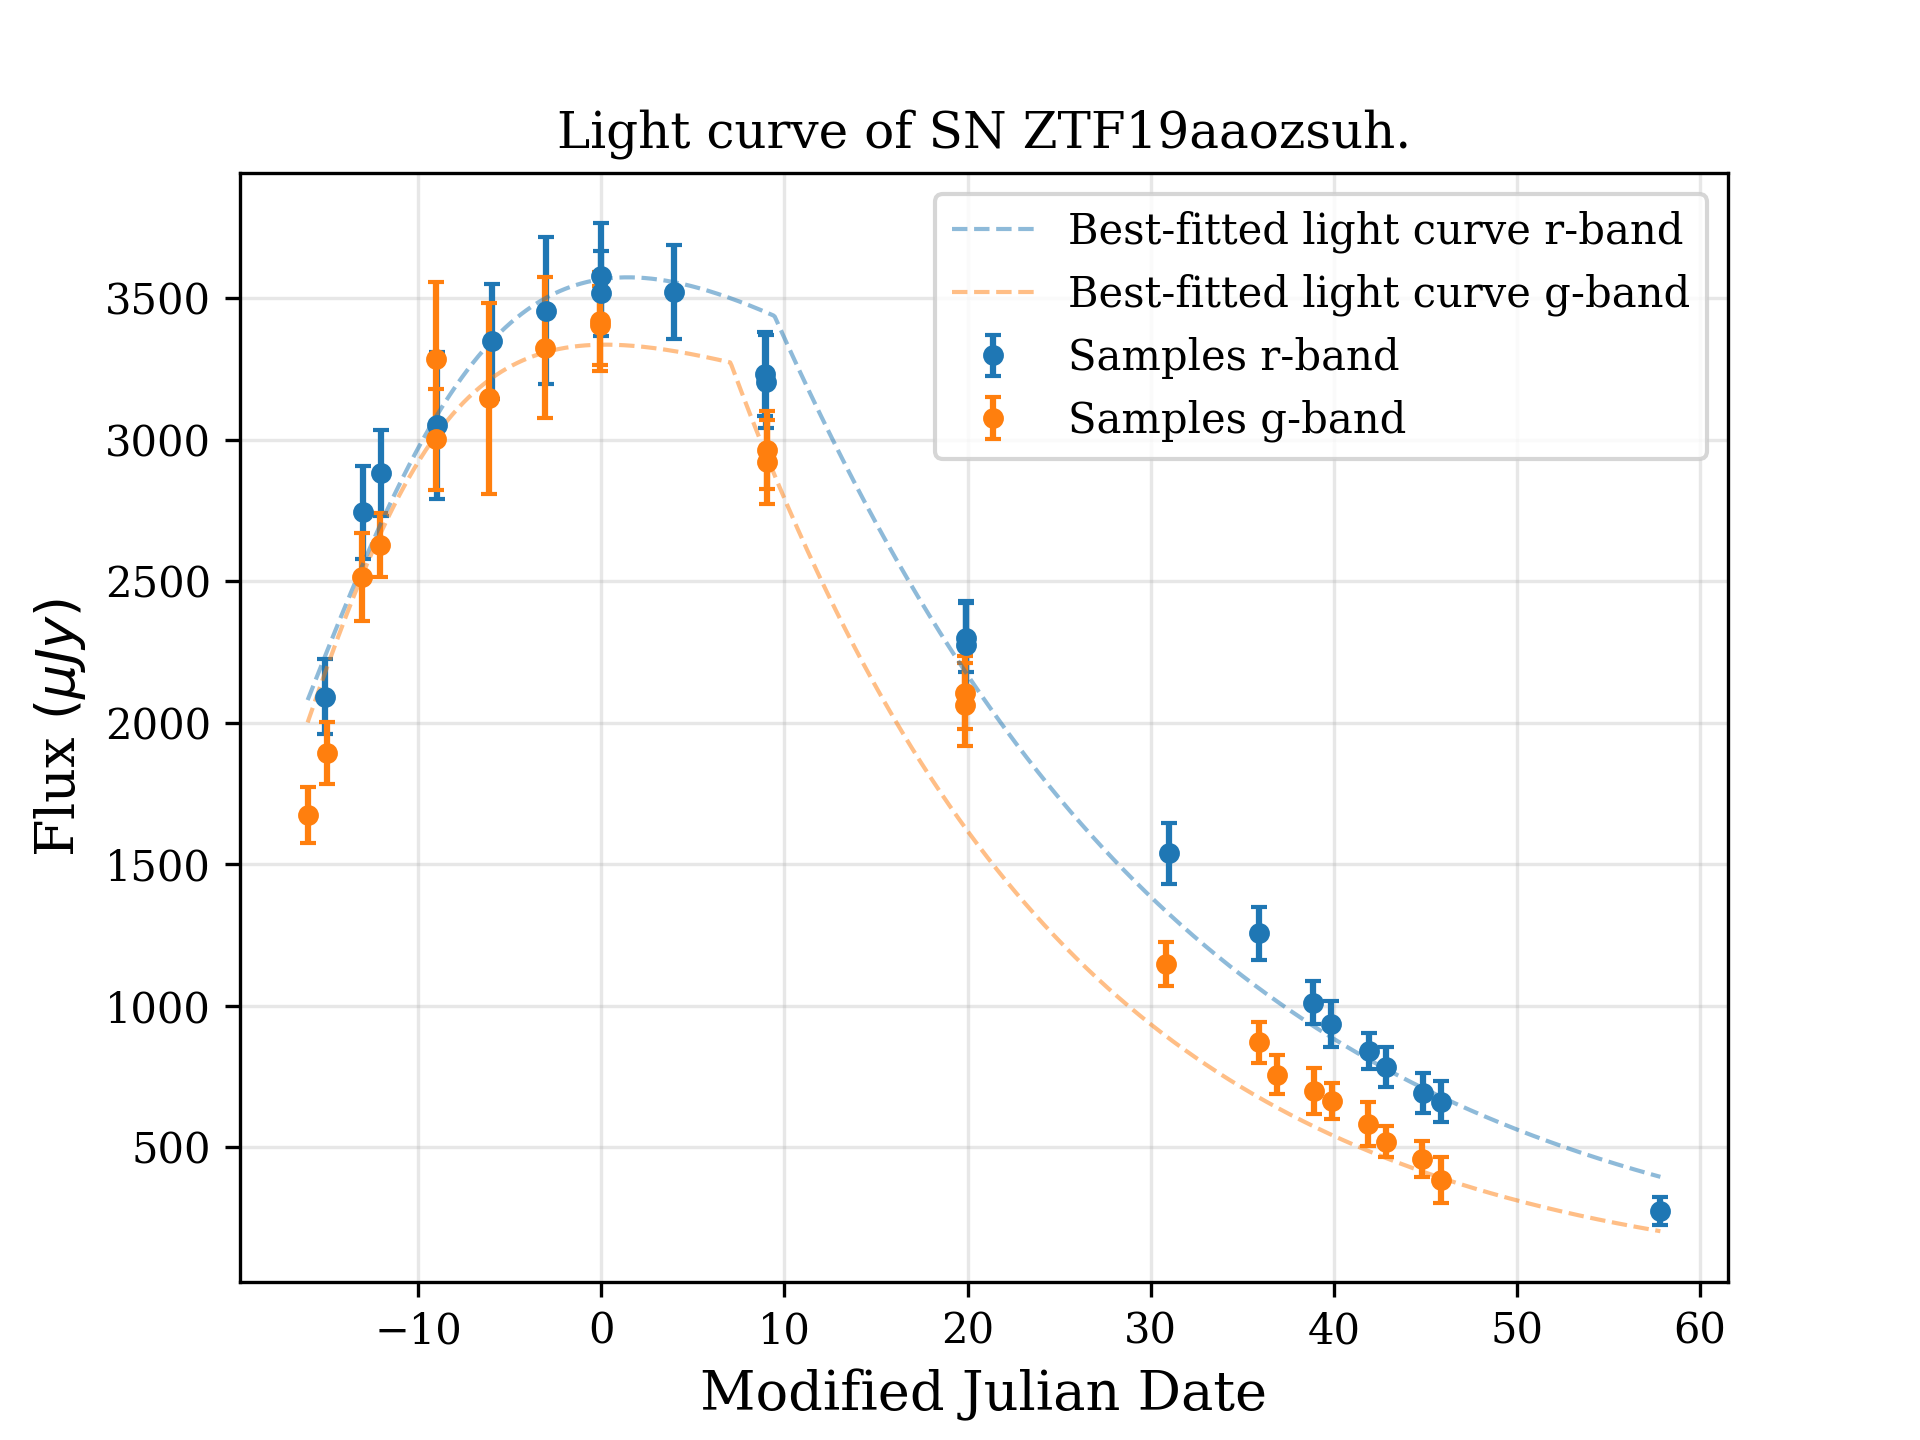 Light curve of SN ZTF19aaozsuh.
Best-fitted light curve r-band
Best-fitted light curve g-band
Samples r-band
Samples g-band
Flux (μJy)
3500
3000
2500
2000
1500
1000
500
−10 0 10 20 30 40 50 60
Modified Julian Date